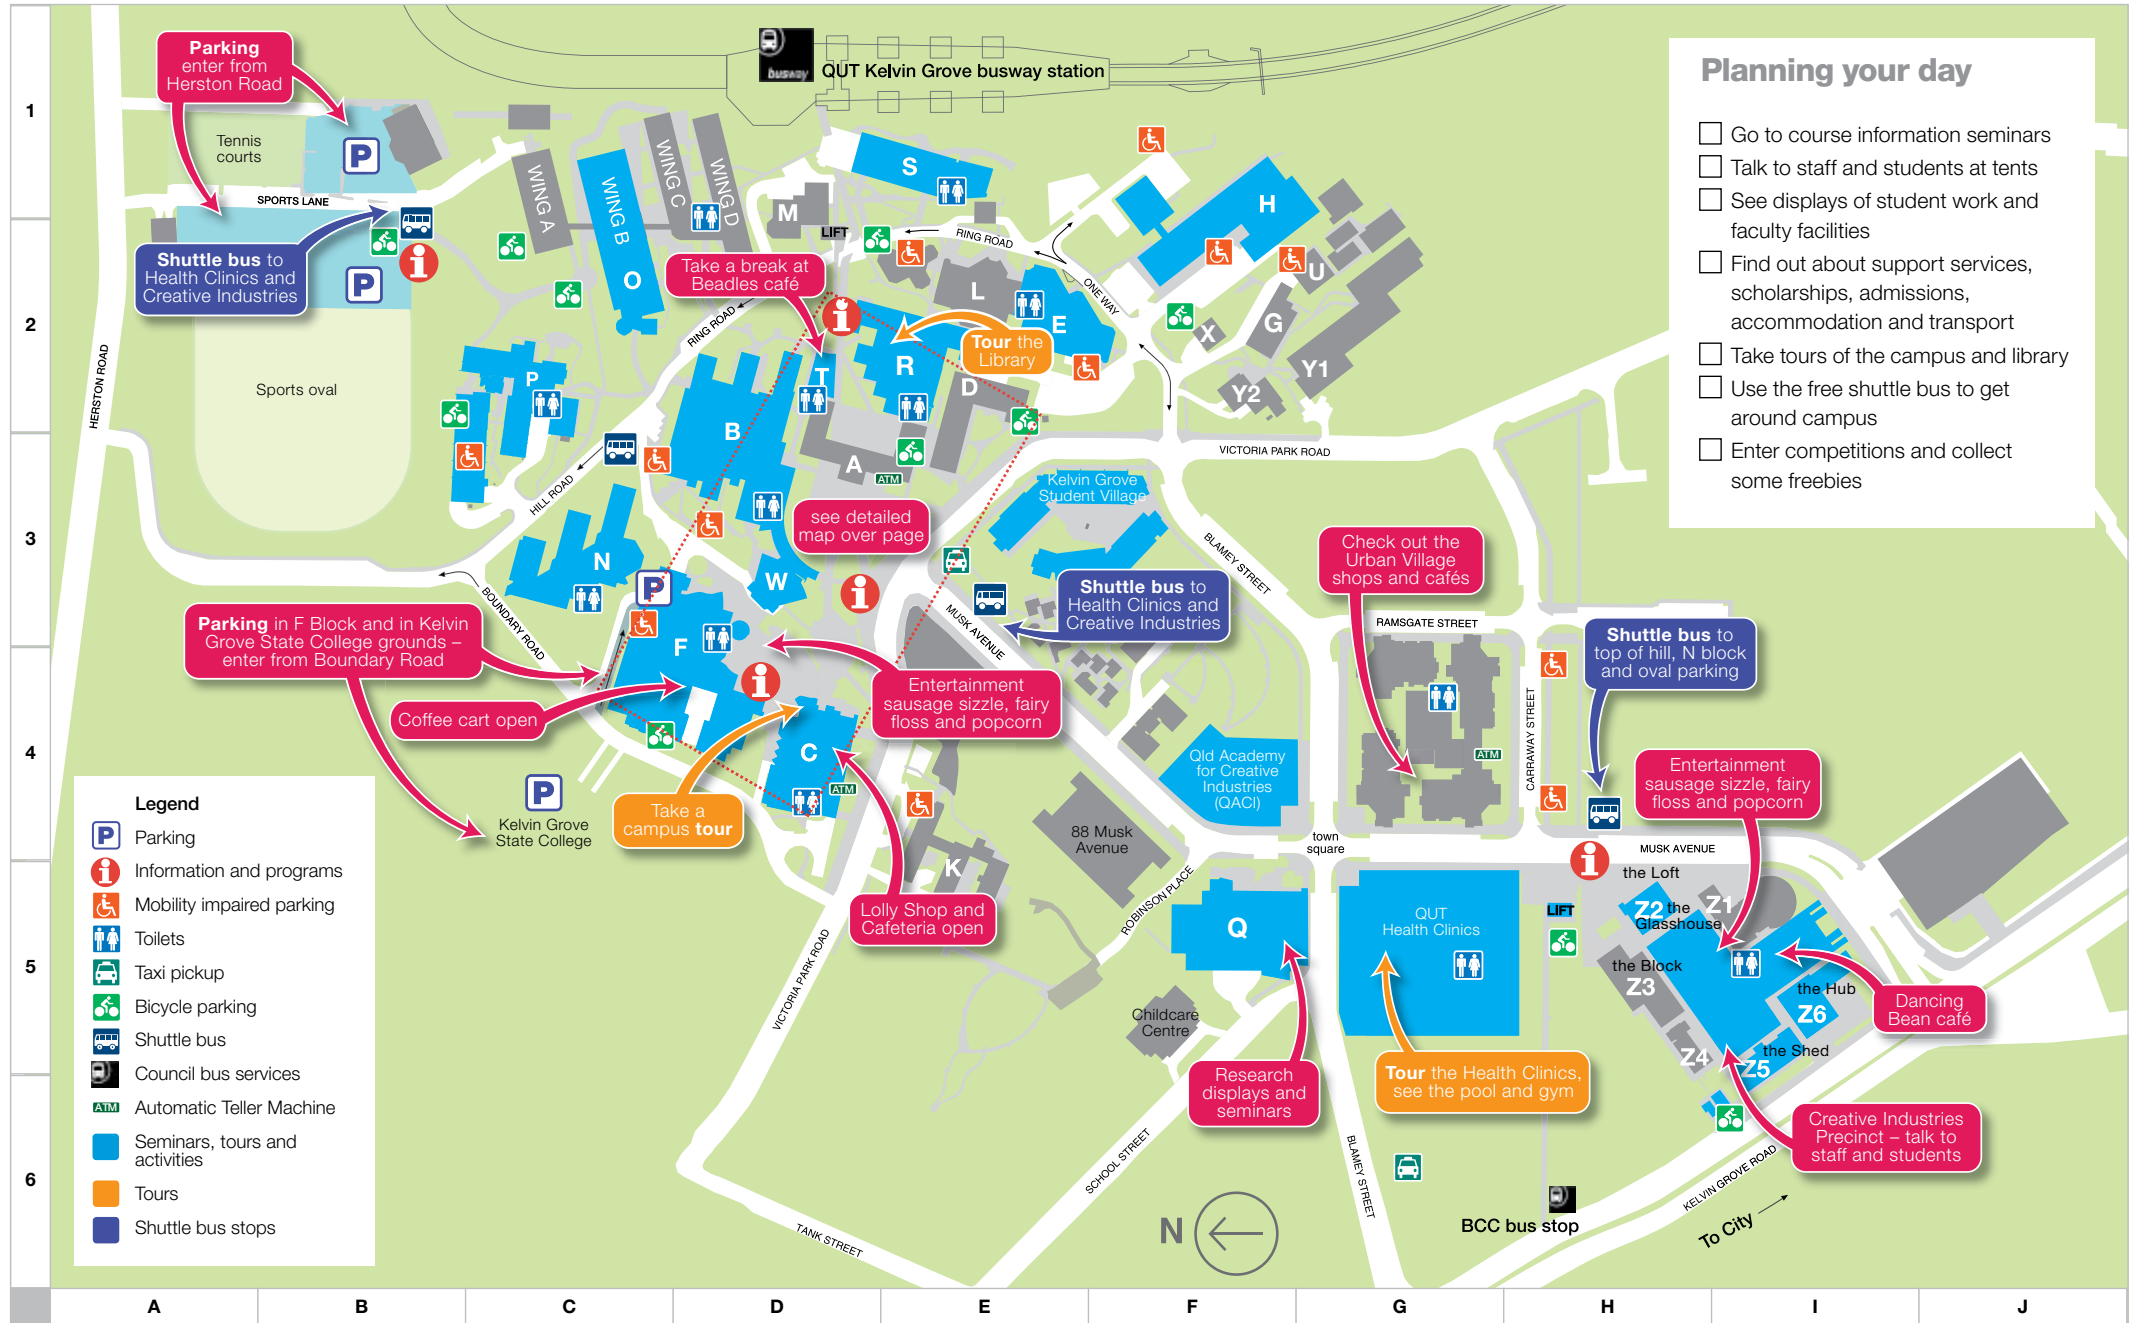 Parking
enter from
Herston Road
busway
QUT Kelvin Grove busway station
Planning your day
Go to course information seminars
Talk to staff and students at tents
See displays of student work and
faculty facilities
Find out about support services,
scholarships, admissions,
accommodation and transport
Take tours of the campus and library
Use the free shuttle bus to get
around campus
Enter competitions and collect
some freebies
1
2
3
4
5
6
Tennis
courts
P
SPORTS LANE
Shuttle bus to
Health Clinics and
Creative Industries
i
P
WING A
WING B
WING C
WING D
O
M
LIFT
S
RING ROAD
H
U
ONE WAY
Take a break at
Beadles café
RING ROAD
i
L
E
Tour the
Library
R
T
D
X
G
Y1
Y2
HERSTON ROAD
Sports oval
P
B
A
ATM
HILL ROAD
VICTORIA PARK ROAD
Kelvin Grove
Student Village
see detailed
map over page
N
P
W
i
BLAMEY STREET
Check out the
Urban Village
shops and cafés
Shuttle bus to
Health Clinics and
Creative Industries
MUSK AVENUE
BOUNDARY ROAD
Parking in F Block and in Kelvin
Grove State College grounds –
enter from Boundary Road
F
i
RAMSGATE STREET
Shuttle bus to
top of hill, N block
and oval parking
Coffee cart open
Entertainment
sausage sizzle, fairy
floss and popcorn
CARRAWAY STREET
C
ATM
ATM
Qld Academy
for Creative
Industries
(QACI)
Entertainment
sausage sizzle, fairy
floss and popcorn
P
Kelvin Grove
State College
Take a
campus tour
88 Musk
Avenue
town
square
MUSK AVENUE
i
the Loft
K
Lolly Shop and
Cafeteria open
ROBINSON PLACE
Q
QUT
Health Clinics
LIFT
Z2
the
Glasshouse
Z1
the Block
Z3
the Hub
Z6
Dancing
Bean café
Z4
the Shed
Z5
VICTORIA PARK ROAD
Childcare
Centre
Research
displays and
seminars
Tour the Health Clinics,
see the pool and gym
Creative Industries
Precinct – talk to
staff and students
SCHOOL STREET
BLAMEY STREET
KELVIN GROVE ROAD
BCC bus stop
To City
TANK STREET
N
Legend
P
Parking
i
Information and programs
Mobility impaired parking
Toilets
Taxi pickup
Bicycle parking
Shuttle bus
Council bus services
ATM
Automatic Teller Machine
Seminars, tours and
activities
Tours
Shuttle bus stops
A
B
C
D
E
F
G
H
I
J